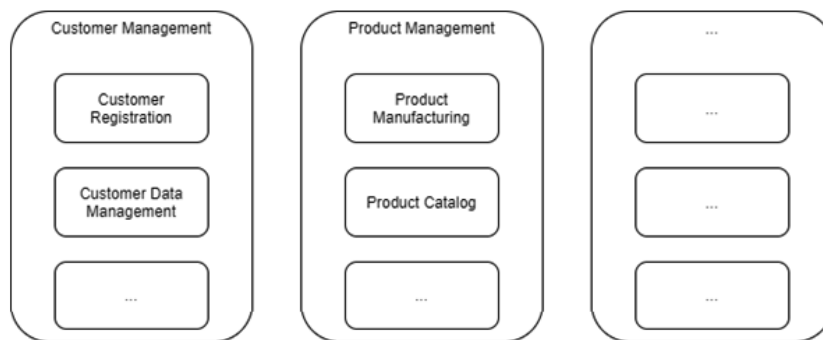 Customer Management
Customer
Registration
Customer Data
Management
...
Product Management
Product
Manufacturing
Product Catalog
...
...
...
...
...